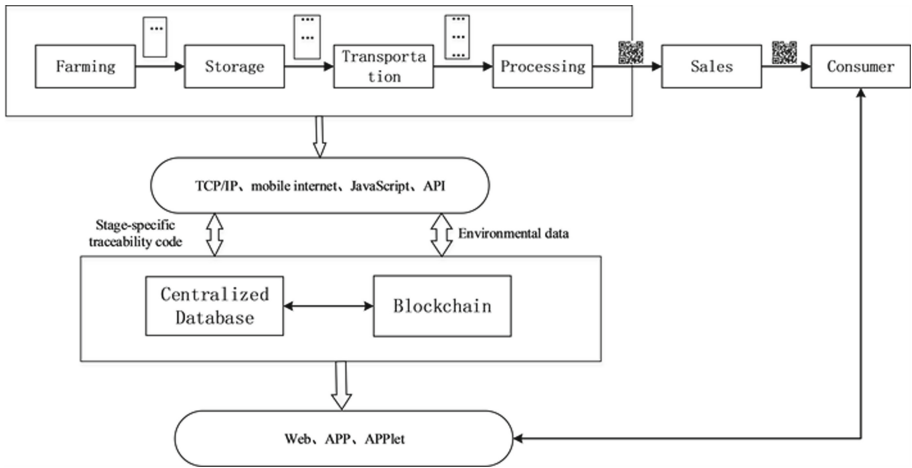 ...
...
...
...
...
...
Farming
Storage
Transporta
tion
Processing
Sales
Consumer
TCP/IP、mobile internet、JavaScript、API
Stage-specific
traceability code
Environmental data
Centralized
Database
Blockchain
Web、APP、APPlet